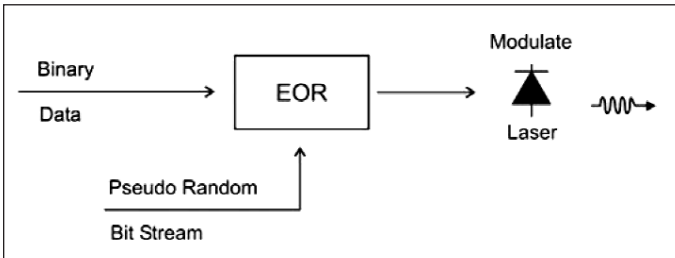 Binary
Data
EOR
Modulate
Laser
Pseudo Random
Bit Stream